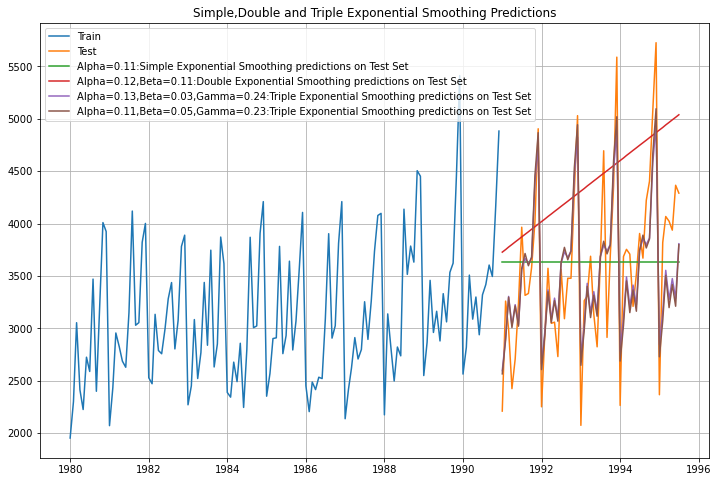 Simple,Double and Triple Exponential Smoothing Predictions
Train
Test
Alpha=0.11:Simple Exponential Smoothing predictions on Test Set
Alpha=0.12,Beta=0.11:Double Exponential Smoothing predictions on Test Set
Alpha=0.13,Beta=0.03,Gamma=0.24:Triple Exponential Smoothing predictions on Test Set
Alpha=0.11,Beta=0.05,Gamma=0.23:Triple Exponential Smoothing predictions on Test Set
5500
5000
4500
4000
3500
3000
2500
2000
1980 1982 1984 1986 1988 1990 1992 1994 1996